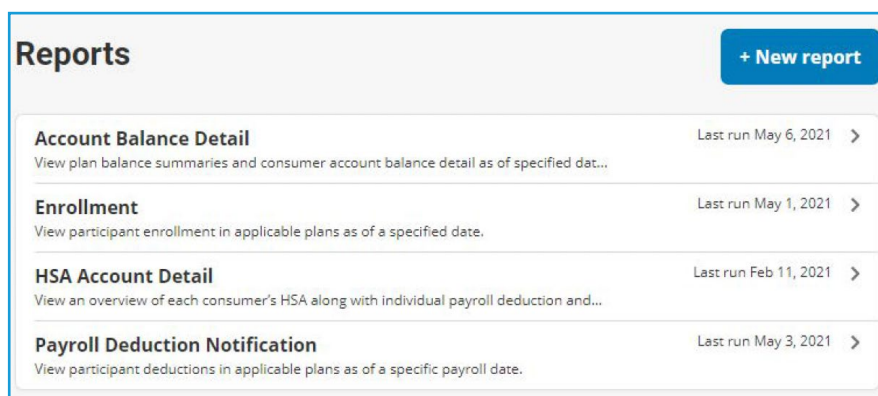 Reports
+ New report
Account Balance Detail
Last run May 6, 2021
View plan balance summaries and consumer account balance detail as of specified dat...
Enrollment
Last run May 1, 2021
View participant enrollment in applicable plans as of a specified date.
HSA Account Detail
Last run Feb 11, 2021
View an overview of each consumer's HSA along with individual payroll deduction and...
Payroll Deduction Notification
Last run May 3, 2021
View participant deductions in applicable plans as of a specific payroll date.